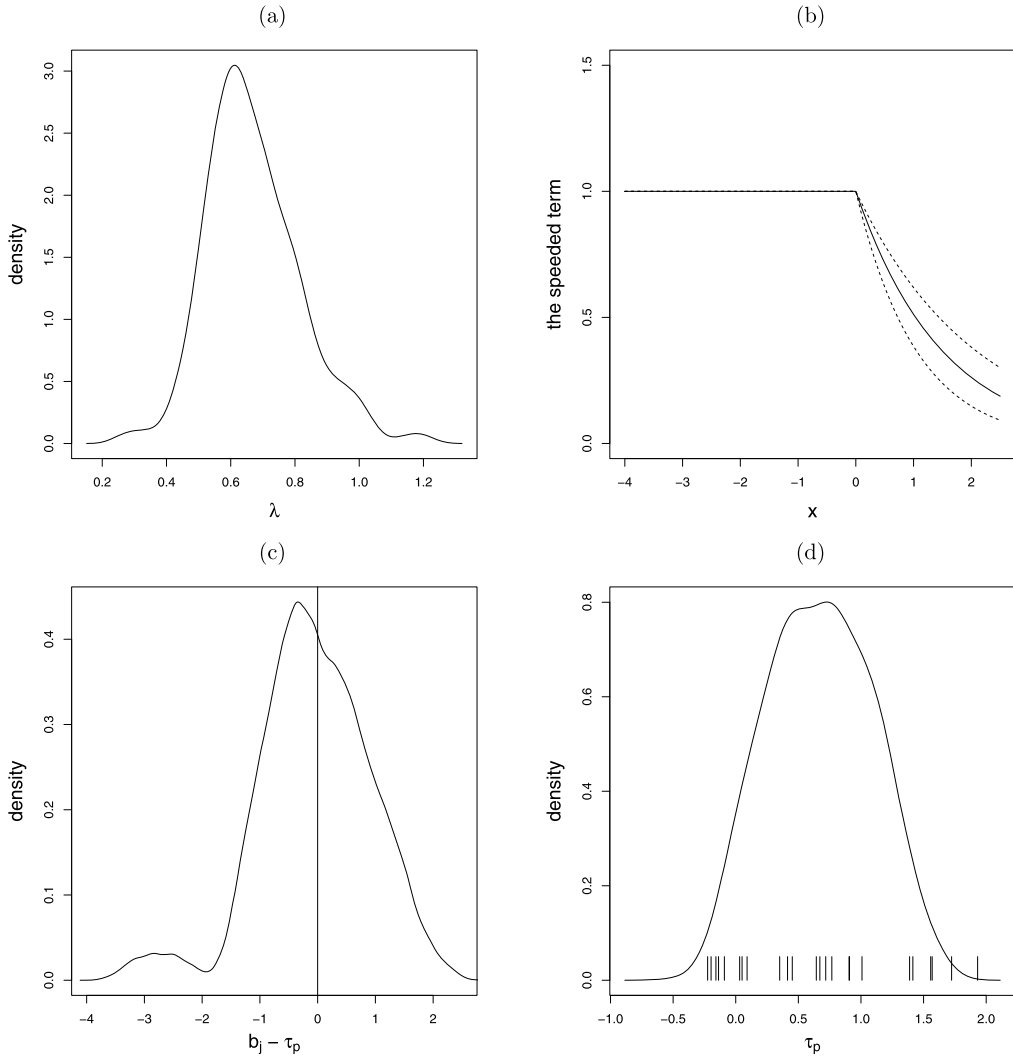 (a)
3.0
2.5
2.0
1.5
1.0
0.5
0.0
density
0.2 0.4 0.6 0.8 1.0 1.2
λ
(b)
1.5
1.0
0.5
0.0
the speeded term
−4 −3 −2 −1 0 1 2
x
(c)
0.4
0.3
0.2
0.1
0.0
density
−4 −3 −2 −1 0 1 2
b_j − τ_p
(d)
0.8
0.6
0.4
0.2
0.0
density
−1.0 −0.5 0.0 0.5 1.0 1.5 2.0
τ_p